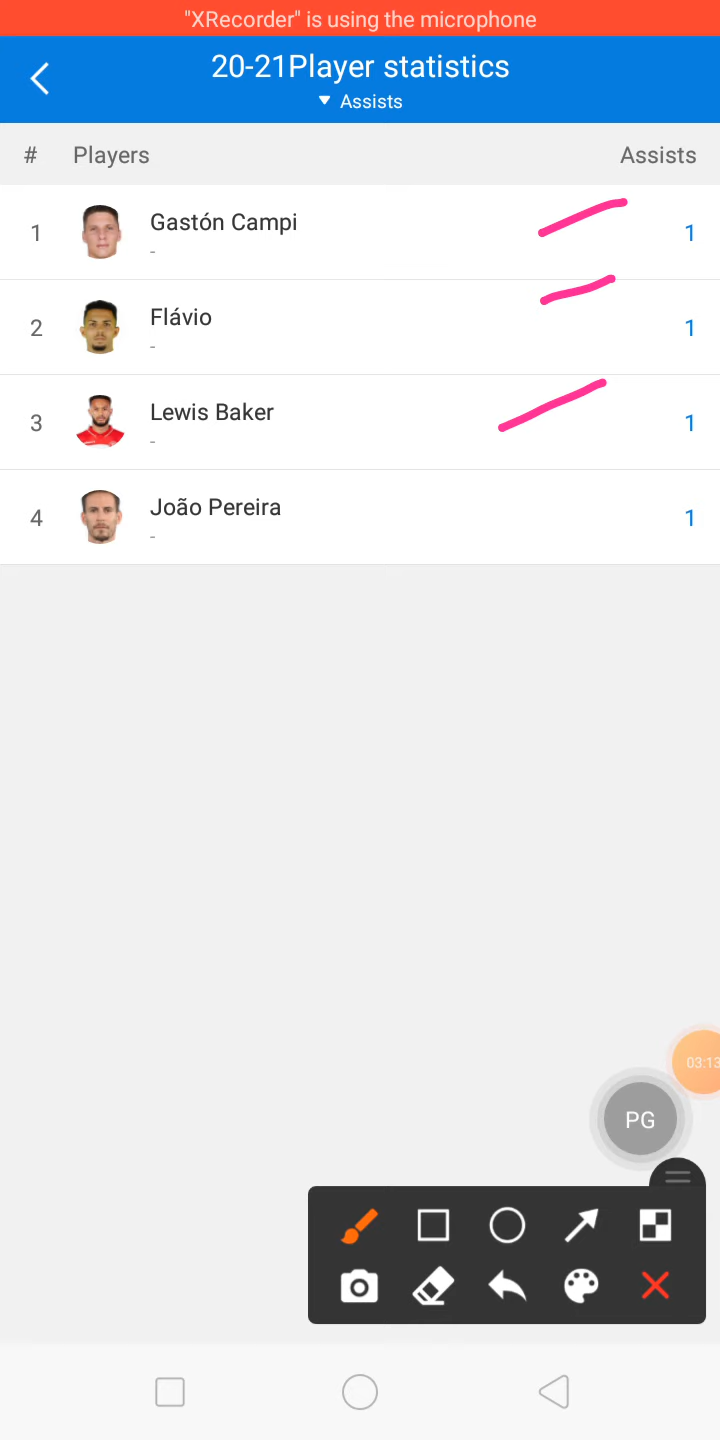 "XRecorder" is using the microphone
20-21Player statistics
▼ Assists
# Players Assists
1 Gastón Campi 1
-
2 Flávio 1
-
3 Lewis Baker 1
-
4 João Pereira 1
-
03:13
PG